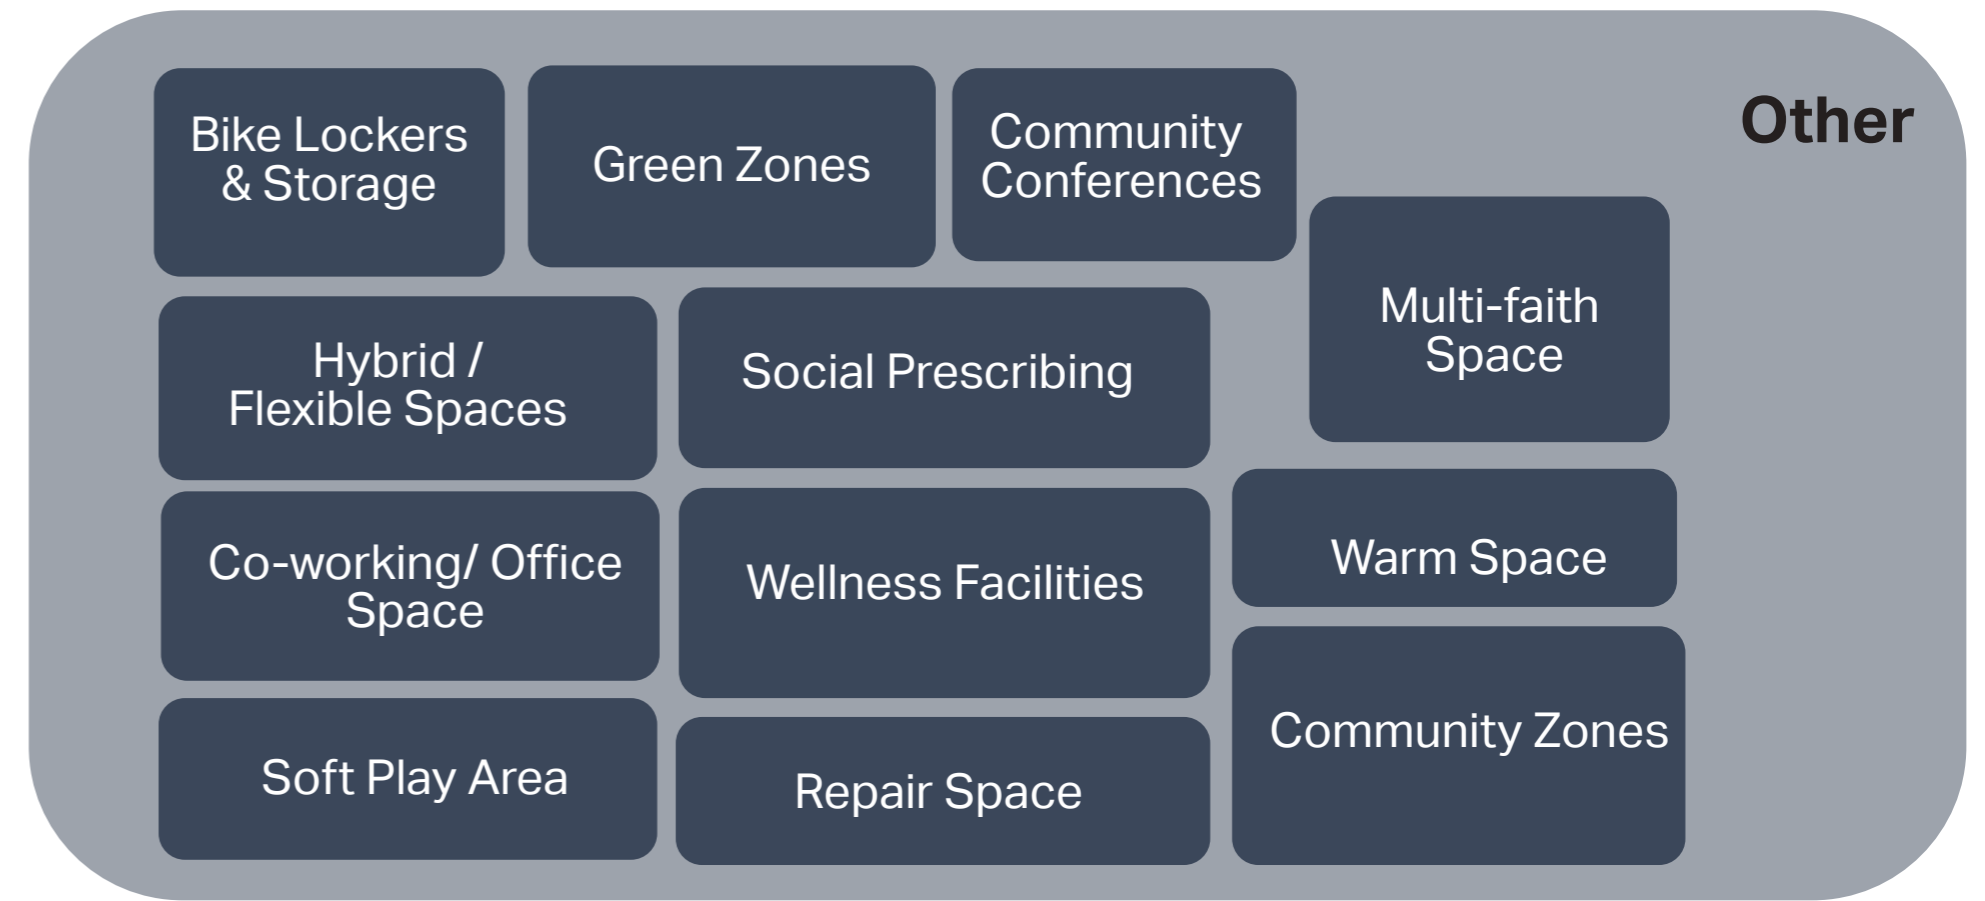 Other
Bike Lockers
& Storage
Green Zones
Community
Conferences
Multi-faith
Space
Hybrid /
Flexible Spaces
Social Prescribing
Co-working/ Office
Space
Wellness Facilities
Warm Space
Soft Play Area
Repair Space
Community Zones